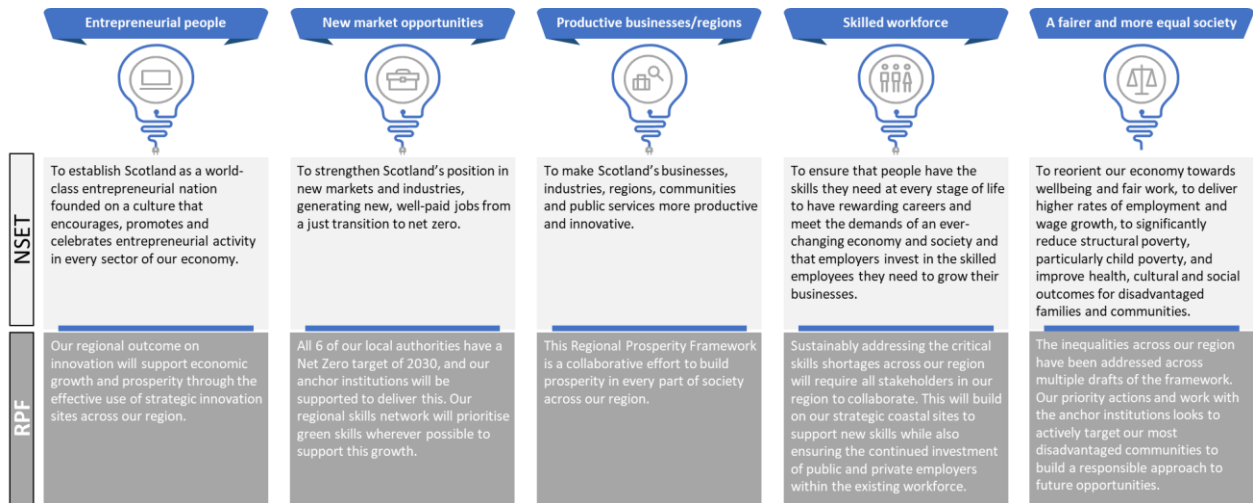 Entrepreneurial people
New market opportunities
Productive businesses/regions
Skilled workforce
A fairer and more equal society
NSET
To establish Scotland as a world-
class entrepreneurial nation
founded on a culture that
encourages, promotes and
celebrates entrepreneurial activity
in every sector of our economy.
To strengthen Scotland's position in
new markets and industries,
generating new, well-paid jobs from
a just transition to net zero.
To make Scotland's businesses,
industries, regions, communities
and public services more productive
and innovative.
To ensure that people have the
skills they need at every stage of life
to have rewarding careers and
meet the demands of an ever-
changing economy and society and
that employers invest in the skilled
employees they need to grow their
businesses.
To reorient our economy towards
wellbeing and fair work, to deliver
higher rates of employment and
wage growth, to significantly
reduce structural poverty,
particularly child poverty, and
improve health, cultural and social
outcomes for disadvantaged
families and communities.
RPF
Our regional outcome on
innovation will support economic
growth and prosperity through the
effective use of strategic innovation
sites across our region.
All 6 of our local authorities have a
Net Zero target of 2030, and our
anchor institutions will be
supported to deliver this. Our
regional skills network will prioritise
green skills wherever possible to
support this growth.
This Regional Prosperity Framework
is a collaborative effort to build
prosperity in every part of society
across our region.
Sustainably addressing the critical
skills shortages across our region
will require all stakeholders in our
region to collaborate. This will build
on our strategic coastal sites to
support new skills while also
ensuring the continued investment
of public and private employers
within the existing workforce.
The inequalities across our region
have been addressed across
multiple drafts of the framework.
Our priority actions and work with
the anchor institutions looks to
actively target our most
disadvantaged communities to
build a responsible approach to
future opportunities.